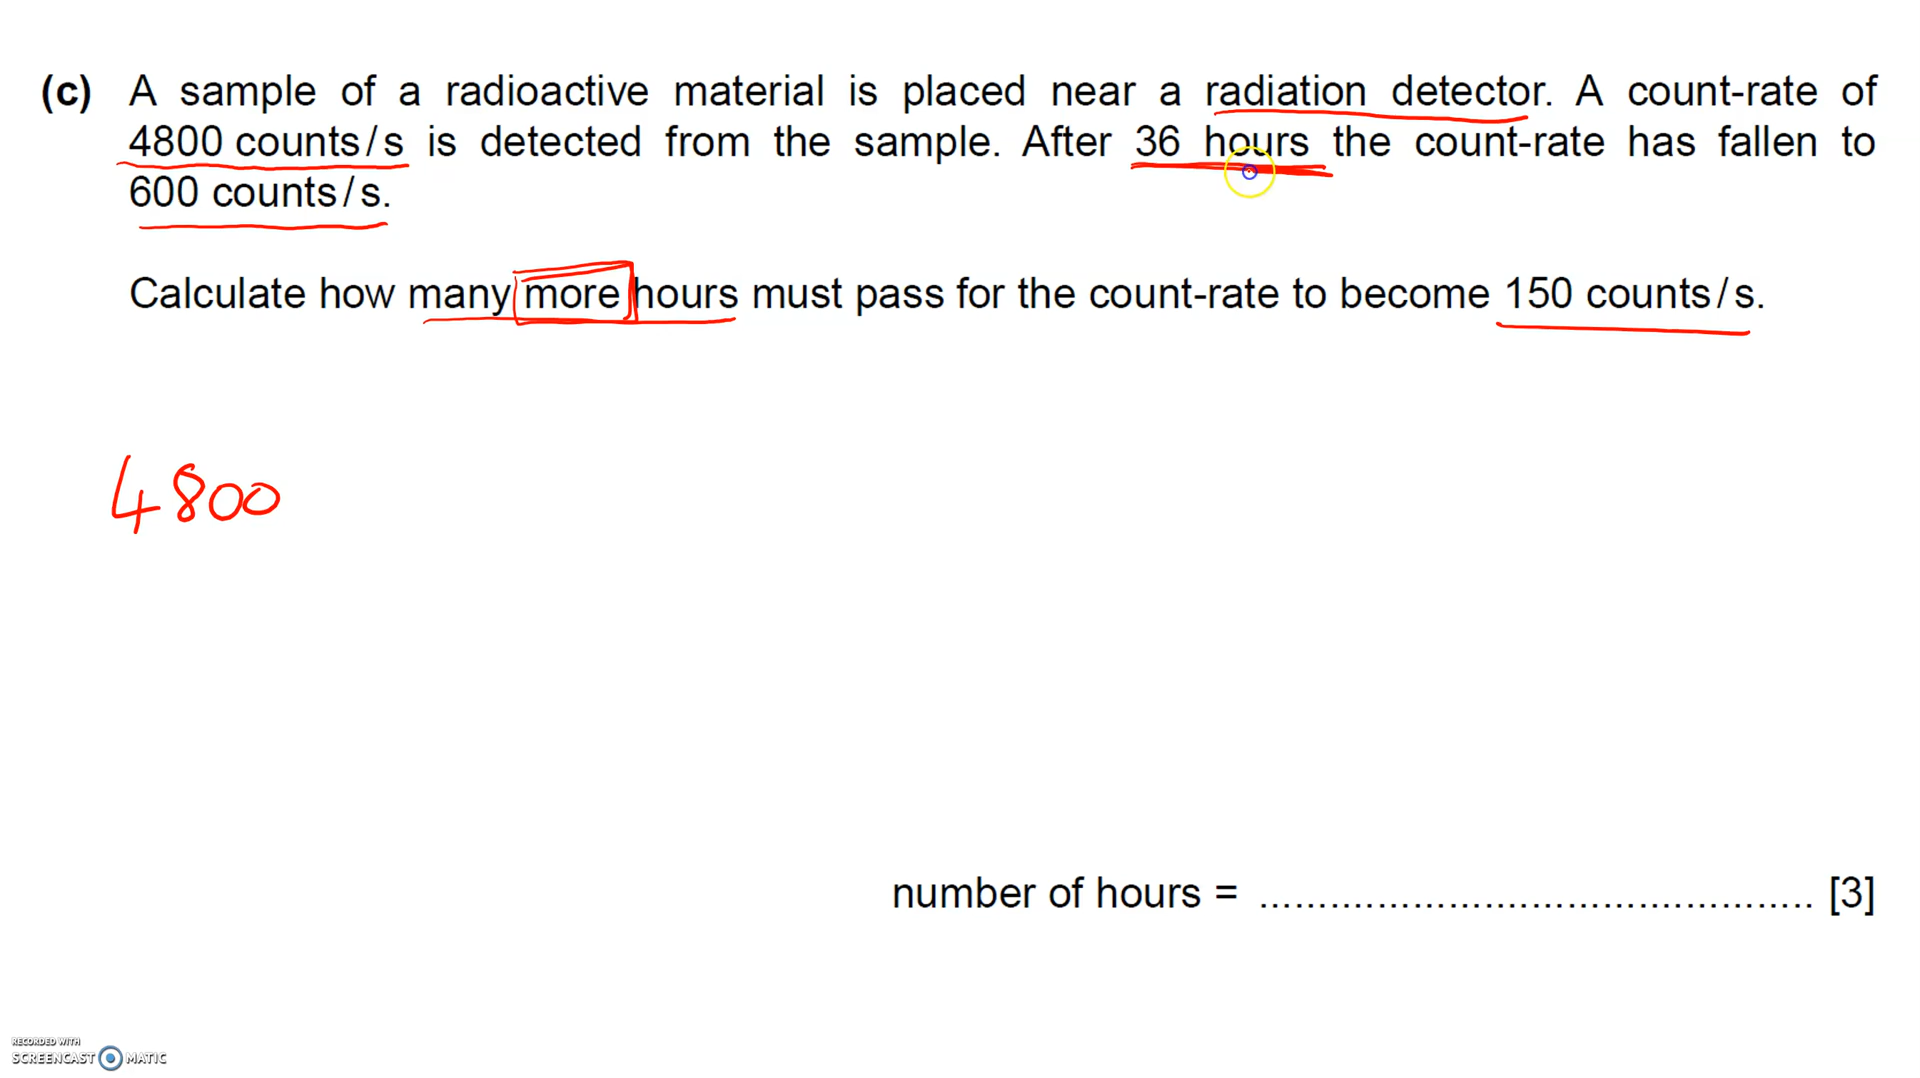 (c) A sample of a radioactive material is placed near a radiation detector. A count-rate of
4800 counts/s is detected from the sample. After 36 hours the count-rate has fallen to
600 counts/s.
Calculate how many more hours must pass for the count-rate to become 150 counts/s.
4800
number of hours = ................................................ [3]
RECORDED WITH
SCREENCAST MATIC